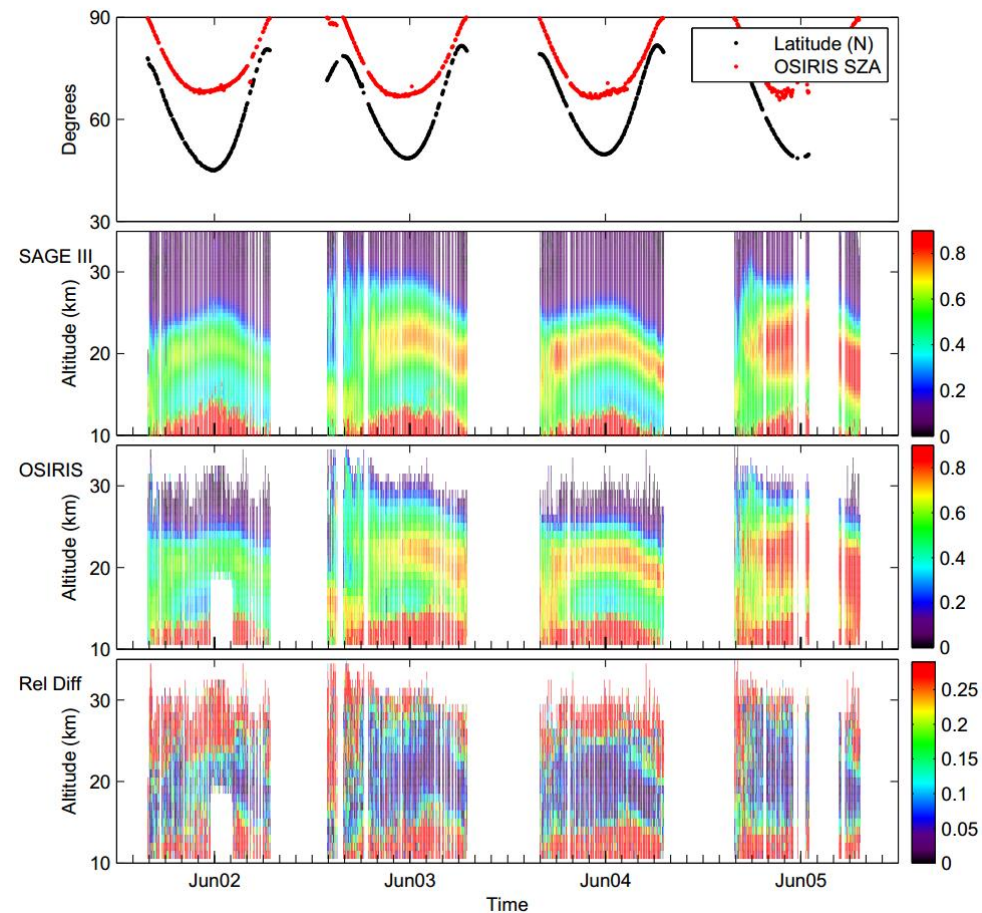 90
60
30
Degrees
Latitude (N)
OSIRIS SZA
SAGE III
30
20
10
Altitude (km)
0.8
0.6
0.4
0.2
0
OSIRIS
30
20
10
Altitude (km)
0.8
0.6
0.4
0.2
0
Rel Diff
30
20
10
Altitude (km)
0.25
0.2
0.15
0.1
0.05
0
Jun02 Jun03 Jun04 Jun05
Time